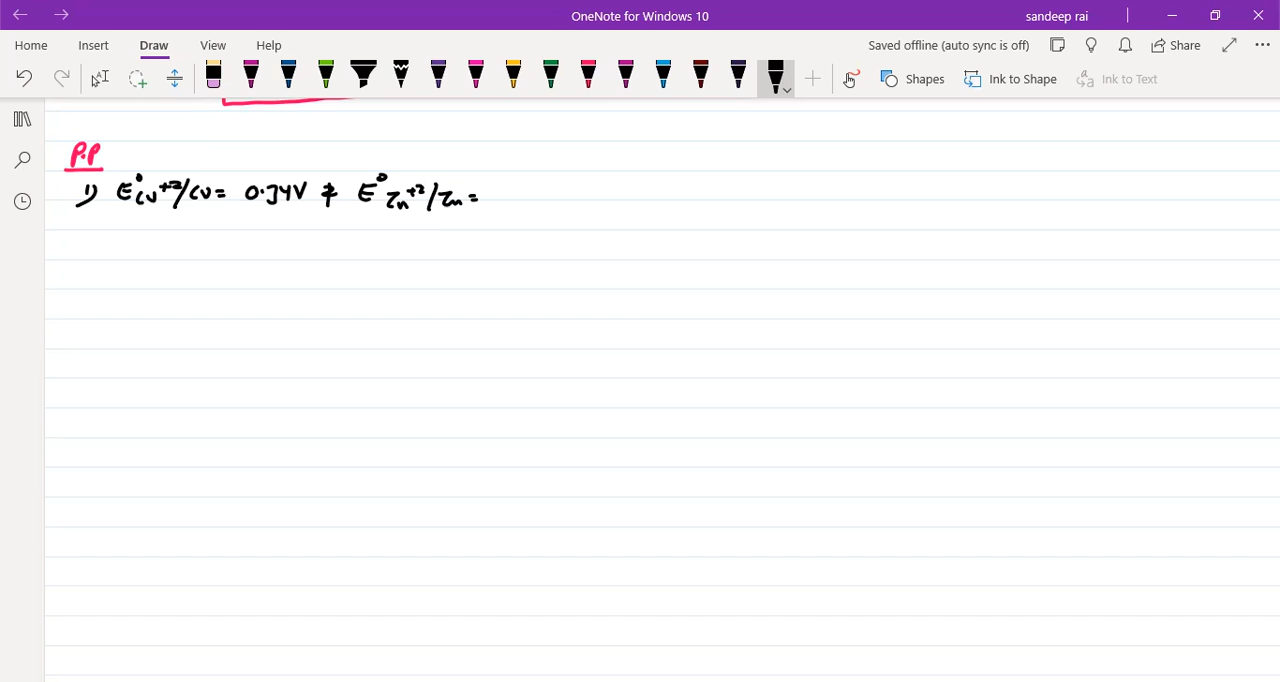 OneNote for Windows 10
sandeep rai
Home Insert Draw View Help
Saved offline (auto sync is off)
Share
Shapes
Ink to Shape
Ink to Text
P.P
1) E°Cu+2/Cu = 0.34V & E°Zn+2/Zn =